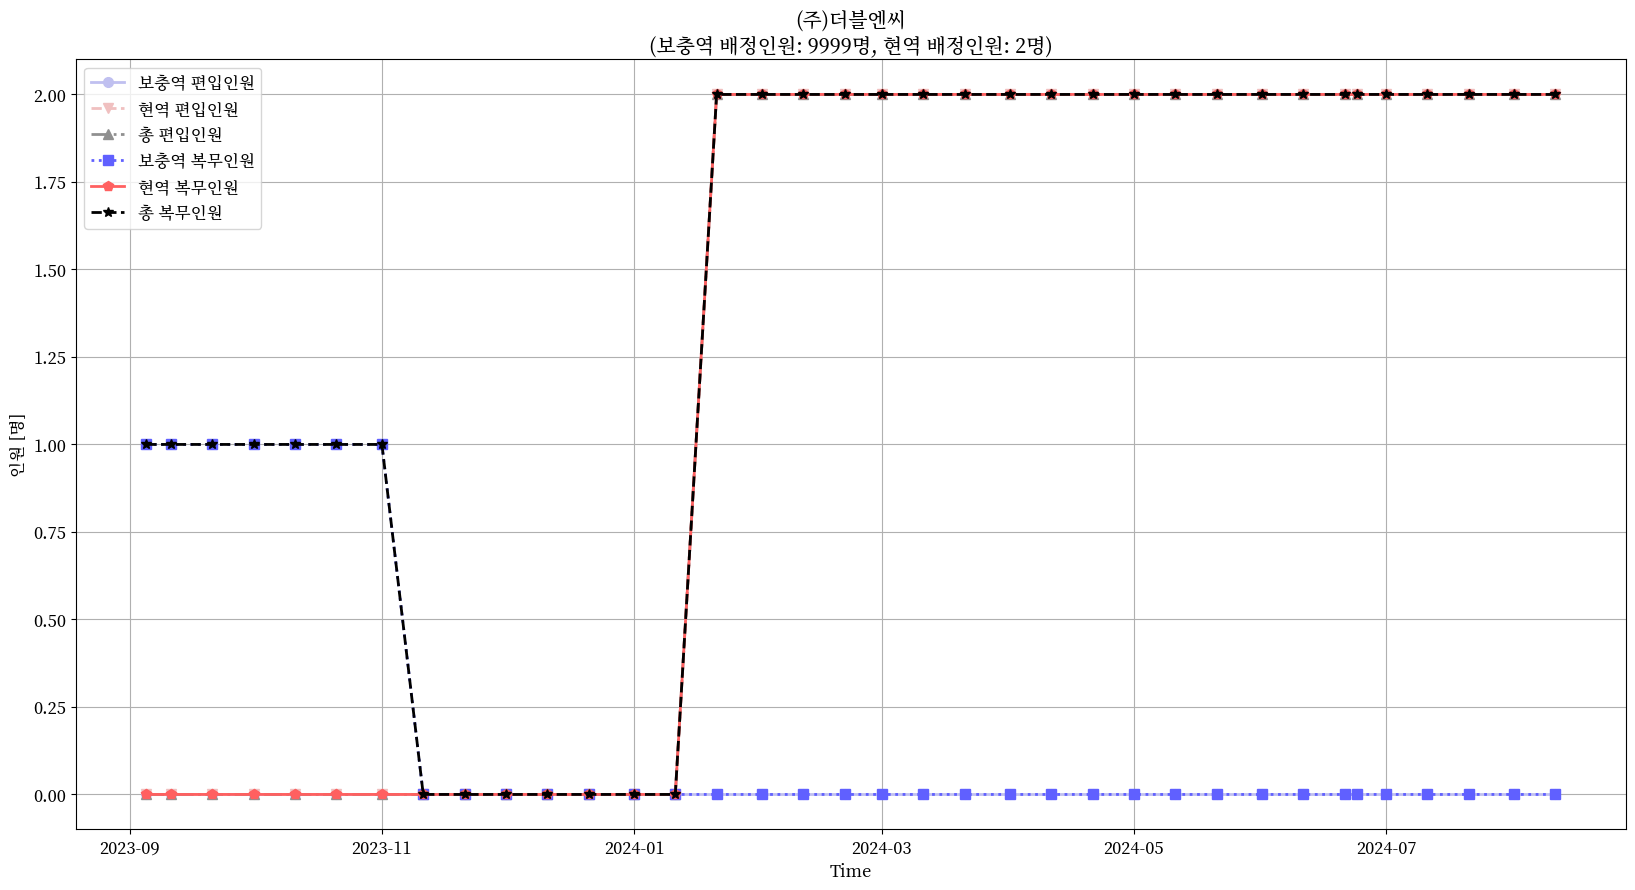 (주)더블엔씨
(보충역 배정인원: 9999명, 현역 배정인원: 2명)
보충역 편입인원
현역 편입인원
총 편입인원
보충역 복무인원
현역 복무인원
총 복무인원
2.00
1.75
1.50
1.25
1.00
0.75
0.50
0.25
0.00
인원 [명]
2023-09
2023-11
2024-01
2024-03
2024-05
2024-07
Time